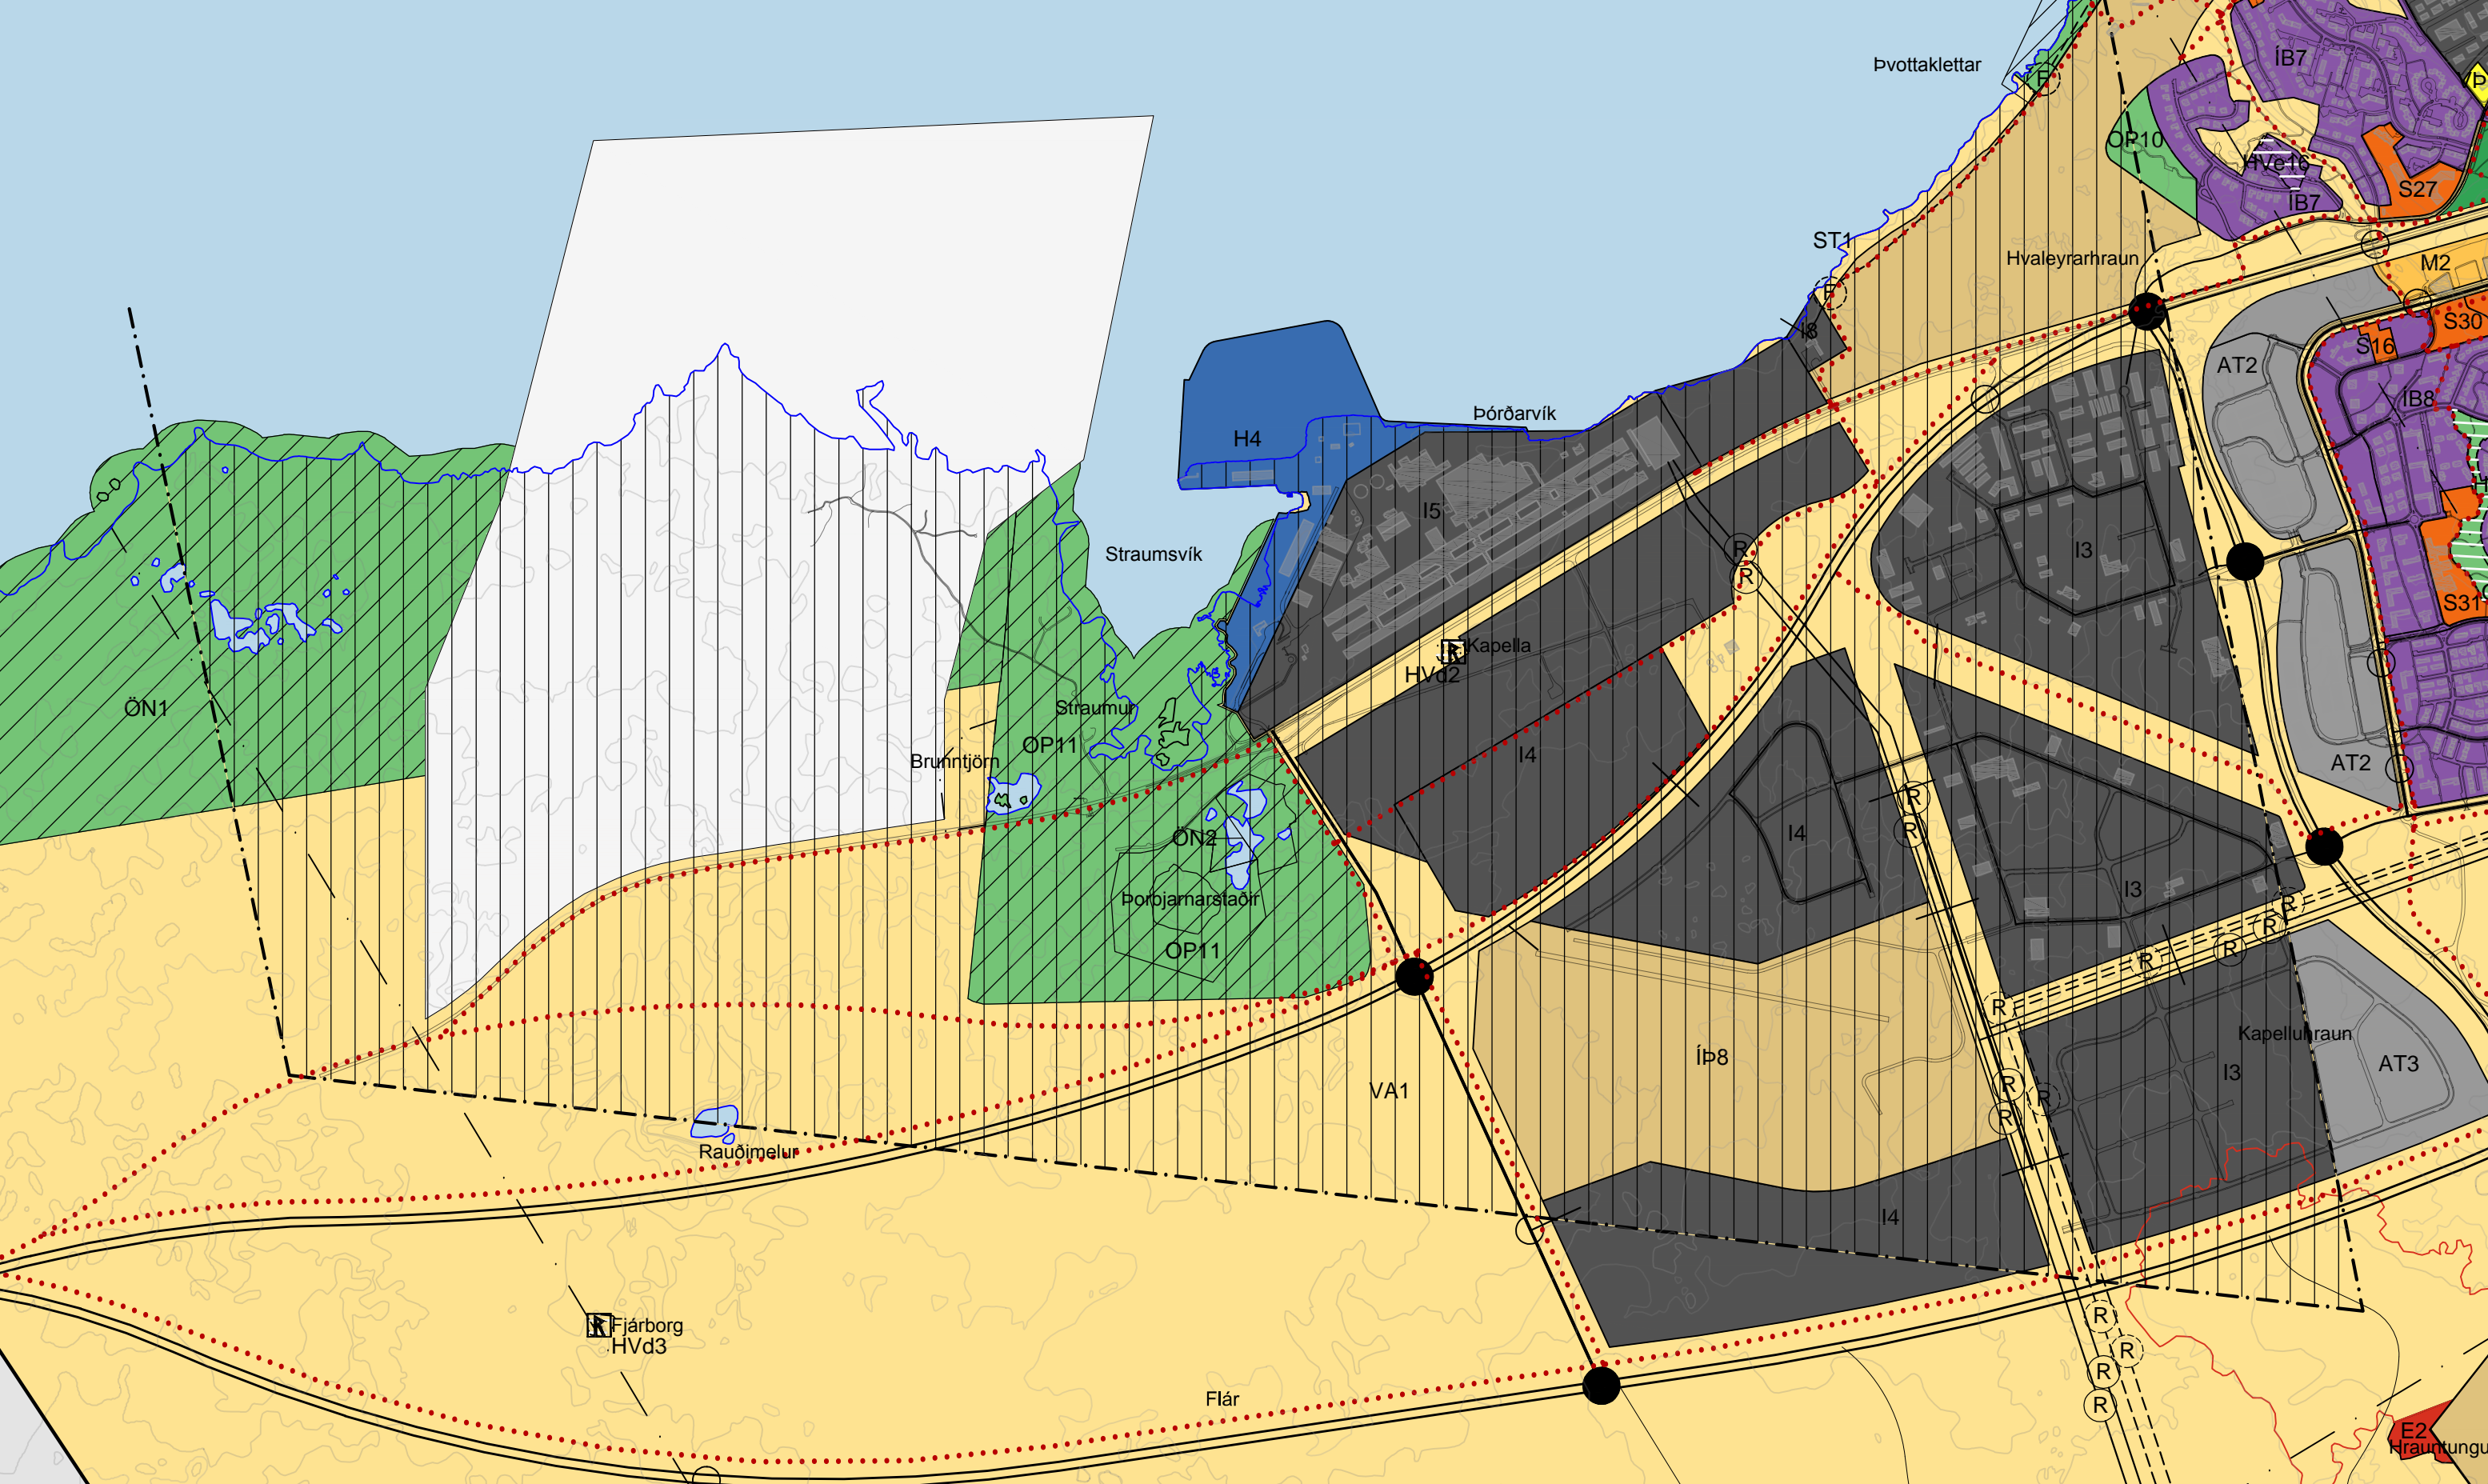 ÍB7
Þvottaklettar
F
OP10
HVe16
S27
ÍB7
ST1
Hvaleyrarhraun
M2
F
I8
S30
S16
AT2
ÍB8
Þórðarvík
H4
I5
R
I3
Straumsvík
R
S31
Kapella
HVd2
ÖN1
Straumur
OP11
I4
Brunntjörn
AT2
R
ÖN2
I4
R
Þorbjarnarstaðir
I3
R
R
OP11
R
R
R
Kapelluhraun
ÍÞ8
I3
AT3
VA1
R
R
R
Rauðimelur
I4
R
Fjárborg
HVd3
R
R
R
Flár
E2